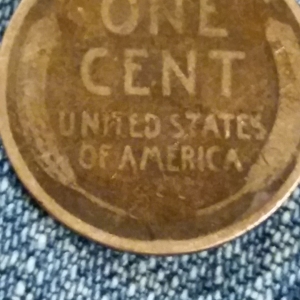 ONE
CENT
UNITED STATES
OF AMERICA